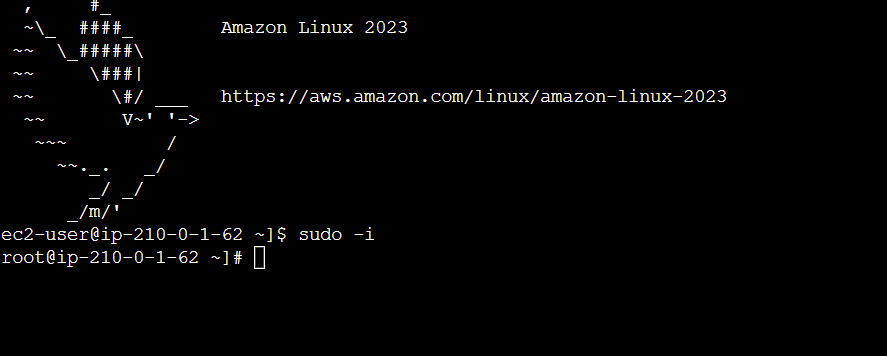 ,     #_
~\_  ####_        Amazon Linux 2023
~~  \_#####\
~~     \###|
~~       \#/ ___   https://aws.amazon.com/linux/amazon-linux-2023
~~       V~' '->
~~~         /
~~._.   _/
_/ _/
_/m/'
ec2-user@ip-210-0-1-62 ~]$ sudo -i
root@ip-210-0-1-62 ~]#